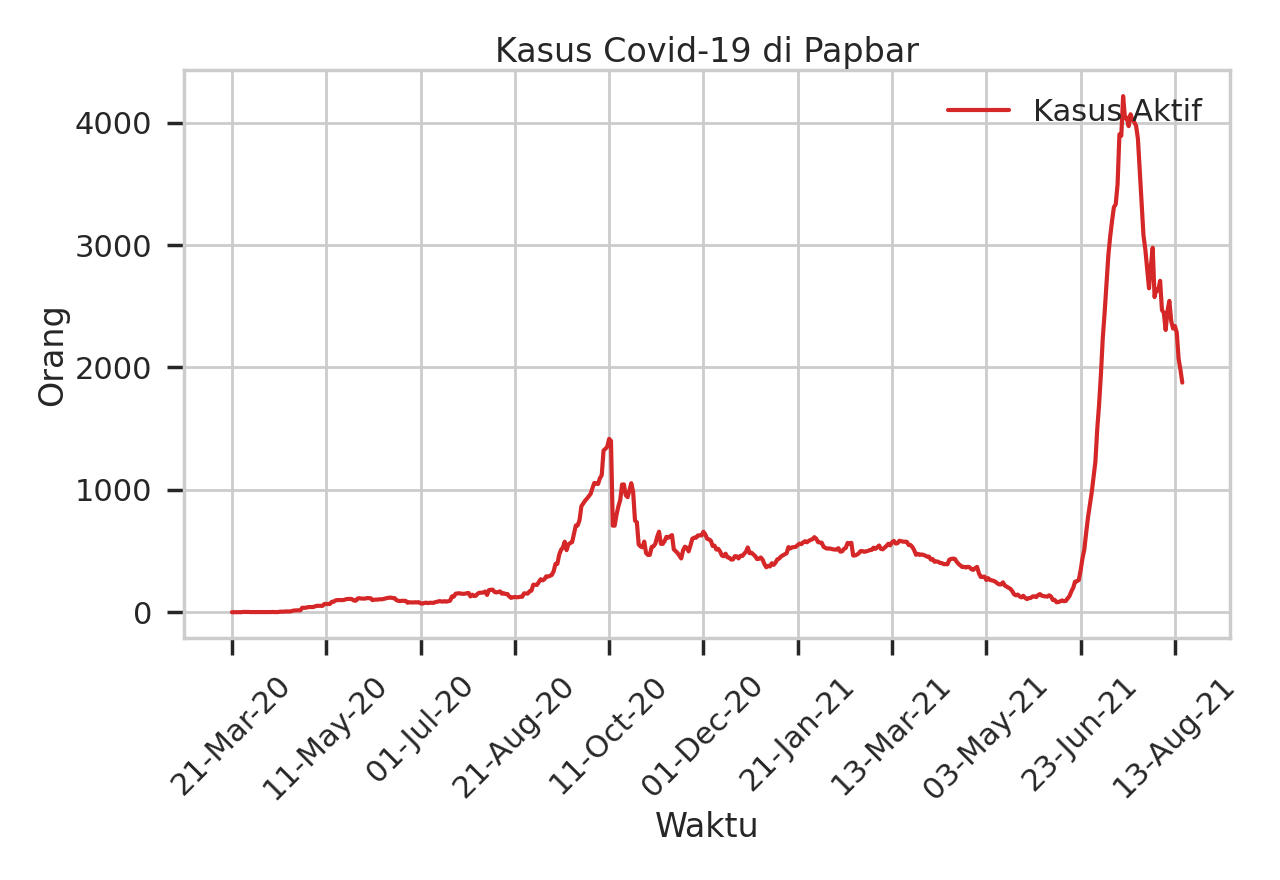 Kasus Covid-19 di Papbar
Kasus Aktif
Orang
4000
3000
2000
1000
0
21-Mar-20
11-May-20
01-Jul-20
21-Aug-20
11-Oct-20
01-Dec-20
21-Jan-21
13-Mar-21
03-May-21
23-Jun-21
13-Aug-21
Waktu